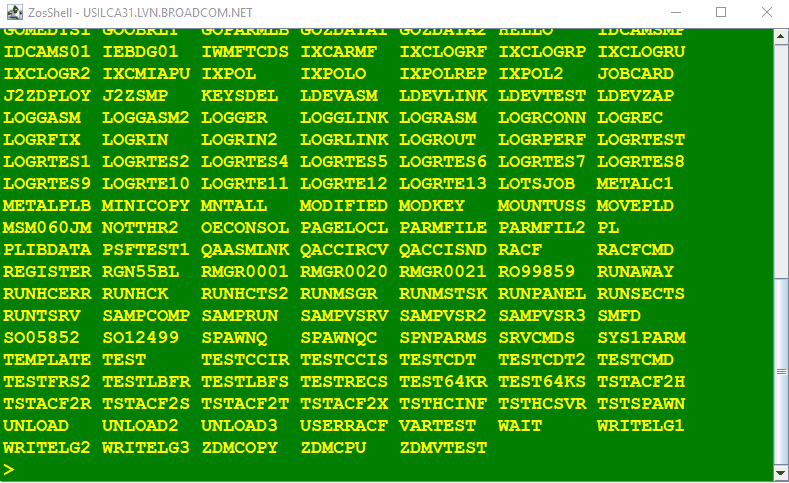 ZosShell - USILCA31.LVN.BROADCOM.NET
GOMEDTS1 GOOBRLY GOPARMLB GOZDATA1 GOZDATA2 HELLO IDCAMSMP
IDCAMS01 IEBDG01 IWMFTCDS IXCARMF IXCLOGRF IXCLOGRP IXCLOGRU
IXCLOGR2 IXCMIAPU IXPOL IXPOLO IXPOLREP IXPOL2 JOBCARD
J2ZDPLOY J2ZSMP KEYSDEL LDEVASM LDEVLINK LDEVTEST LDEVZAP
LOGGASM LOGGASM2 LOGGER LOGGLINK LOGRASM LOGRCONN LOGREC
LOGRFIX LOGRIN LOGRIN2 LOGRLINK LOGROUT LOGRPERF LOGRTEST
LOGRTES1 LOGRTES2 LOGRTES4 LOGRTES5 LOGRTES6 LOGRTES7 LOGRTES8
LOGRTES9 LOGRTE10 LOGRTE11 LOGRTE12 LOGRTE13 LOTSJOB METALC1
METALPLB MINICOPY MNTALL MODIFIED MODKEY MOUNTUSS MOVEPLD
MSM060JM NOTTHR2 OECONSOL PAGELOCL PARMFILE PARMFIL2 PL
PLIBDATA PSFTEST1 QAASMLNK QACCIRCV QACCISND RACF RACFCMD
REGISTER RGN55BL RMGR0001 RMGR0020 RMGR0021 RO99859 RUNAWAY
RUNHCERR RUNHCK RUNHCTS2 RUNMSGR RUNMSTSK RUNPANEL RUNSECTS
RUNTSRV SAMPCOMP SAMPRUN SAMPVSRV SAMPVSR2 SAMPVSR3 SMFD
SO05852 SO12499 SPAWNQ SPAWNQC SPNPARMS SRVCMDS SYS1PARM
TEMPLATE TEST TESTCCIR TESTCCIS TESTCDT TESTCDT2 TESTCMD
TESTFRS2 TESTLBFR TESTLBFS TESTRECS TEST64KR TEST64KS TSTACF2H
TSTACF2R TSTACF2S TSTACF2T TSTACF2X TSTHCINF TSTHCSVR TSTSPAWN
UNLOAD UNLOAD2 UNLOAD3 USERRACF VARTEST WAIT WRITELG1
WRITELG2 WRITELG3 ZDMCOPY ZDMCPU ZDMVTEST
>